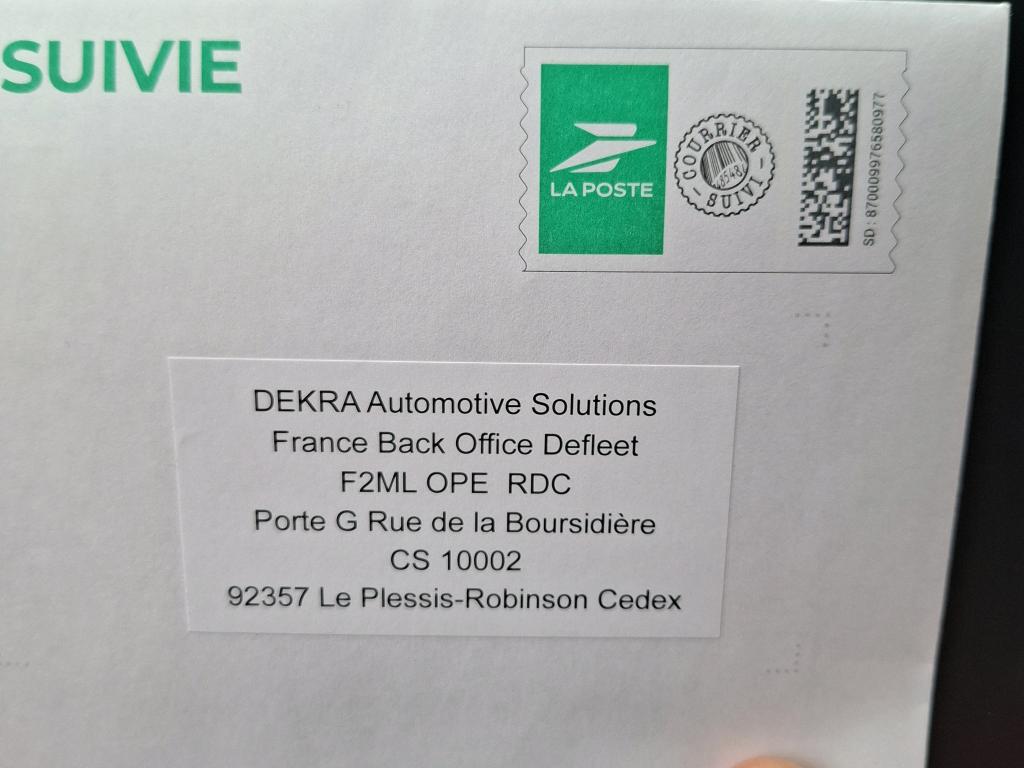 SUIVIE
LA POSTE
COURRIER
SUIVI
SD : 870009976580977
DEKRA Automotive Solutions
France Back Office Defleet
F2ML OPE RDC
Porte G Rue de la Boursidière
CS 10002
92357 Le Plessis-Robinson Cedex